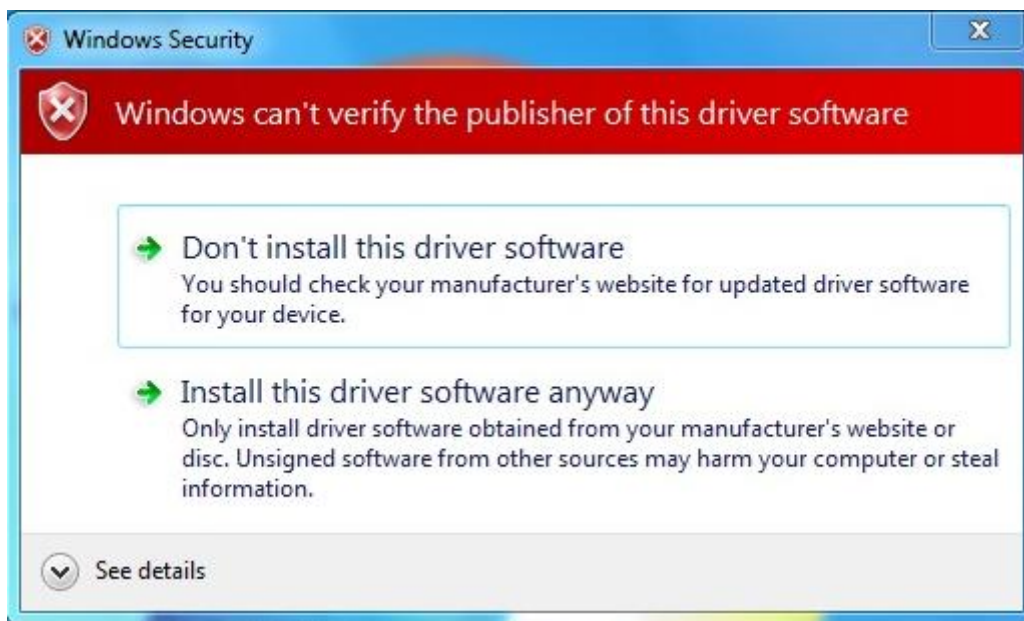 Windows Security
Windows can't verify the publisher of this driver software
Don't install this driver software
You should check your manufacturer's website for updated driver software
for your device.
Install this driver software anyway
Only install driver software obtained from your manufacturer's website or
disc. Unsigned software from other sources may harm your computer or steal
information.
See details